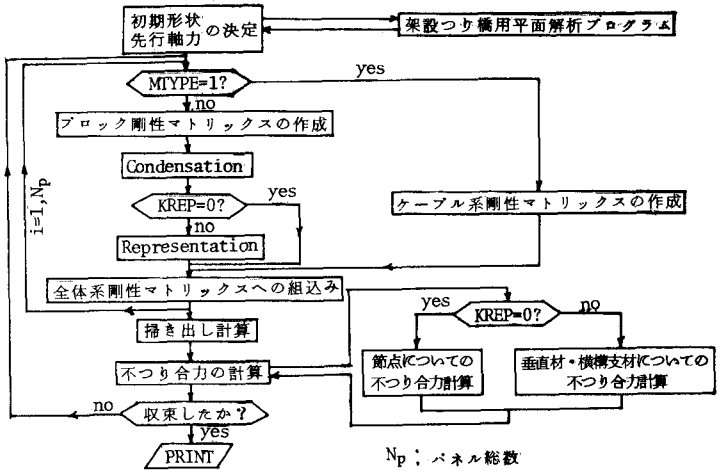 初期形状
先行軸力 の決定
架設つり橋用平面解析プログラム
MTYPE=1?
yes
no
ブロック剛性マトリックスの作成
Condensation
KREP=0?
yes
no
Representation
i=1,Np
ケーブル系剛性マトリックスの作成
全体系剛性マトリックスへの組込み
掃き出し計算
不つり合力の計算
yes
KREP=0?
no
節点についての
不つり合力計算
垂直材・横構支材についての
不つり合力計算
no
収束したか?
yes
PRINT
Np ; パネル総数